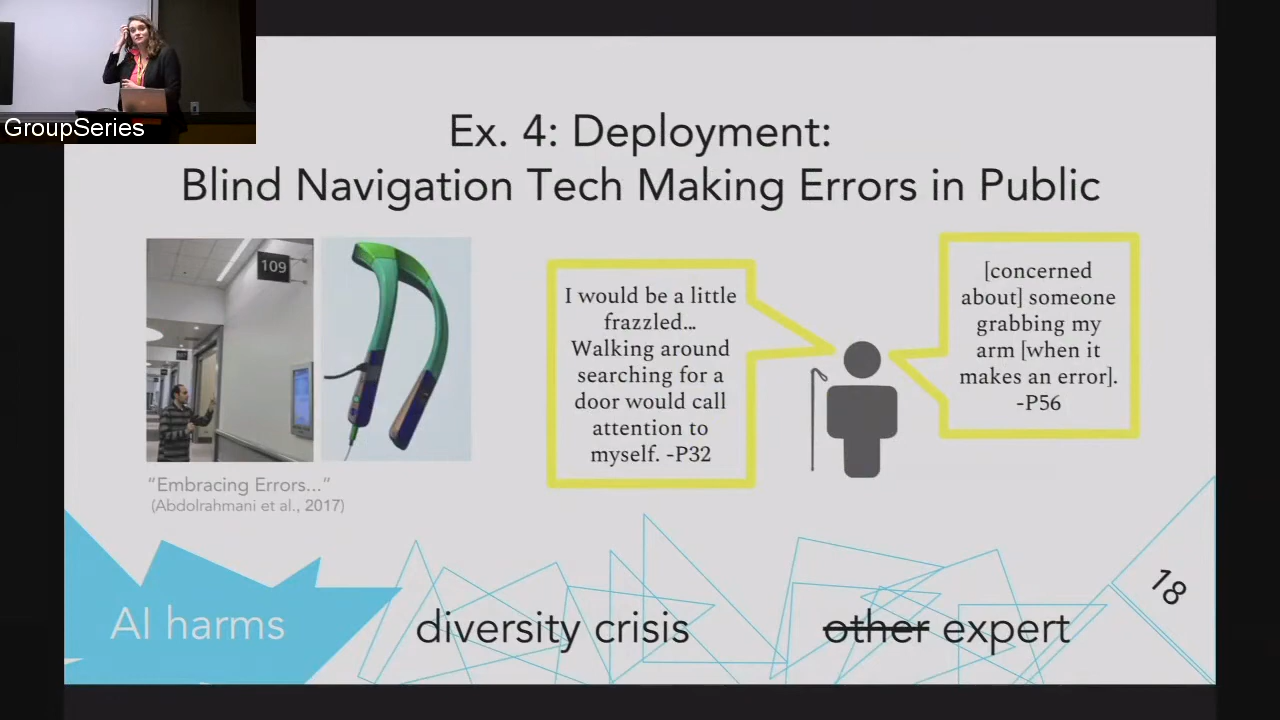 GroupSeries
Ex. 4: Deployment:
Blind Navigation Tech Making Errors in Public
109
"Embracing Errors..."
(Abdolrahmani et al., 2017)
I would be a little
frazzled...
Walking around
searching for a
door would call
attention to
myself. -P32
[concerned
about] someone
grabbing my
arm [when it
makes an error].
-P56
AI harms
diversity crisis
other expert
18